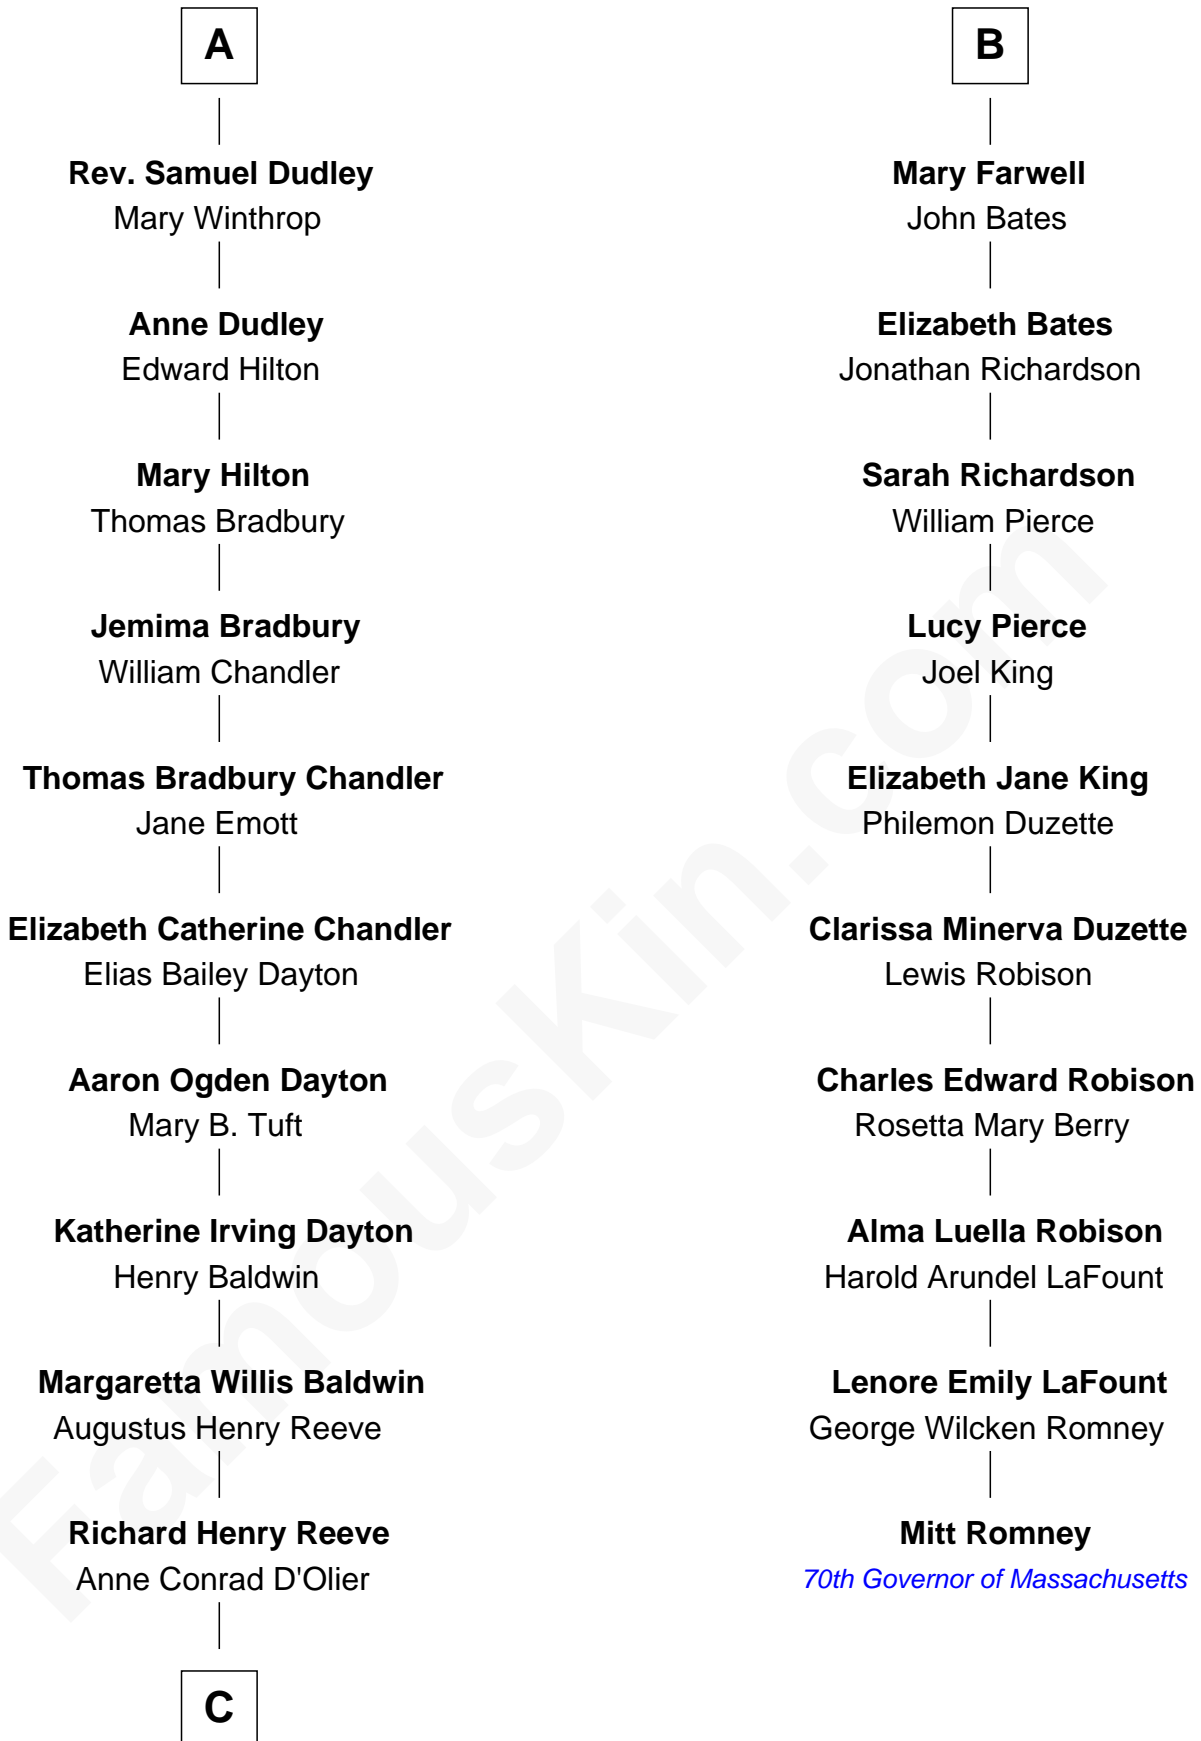 A
Rev. Samuel Dudley
Mary Winthrop
Anne Dudley
Edward Hilton
Mary Hilton
Thomas Bradbury
Jemima Bradbury
William Chandler
Thomas Bradbury Chandler
Jane Emott
Elizabeth Catherine Chandler
Elias Bailey Dayton
Aaron Ogden Dayton
Mary B. Tuft
Katherine Irving Dayton
Henry Baldwin
Margaretta Willis Baldwin
Augustus Henry Reeve
Richard Henry Reeve
Anne Conrad D'Olier
C
B
Mary Farwell
John Bates
Elizabeth Bates
Jonathan Richardson
Sarah Richardson
William Pierce
Lucy Pierce
Joel King
Elizabeth Jane King
Philemon Duzette
Clarissa Minerva Duzette
Lewis Robison
Charles Edward Robison
Rosetta Mary Berry
Alma Luella Robison
Harold Arundel LaFount
Lenore Emily LaFount
George Wilcken Romney
Mitt Romney
70th Governor of Massachusetts
FamousKin.com